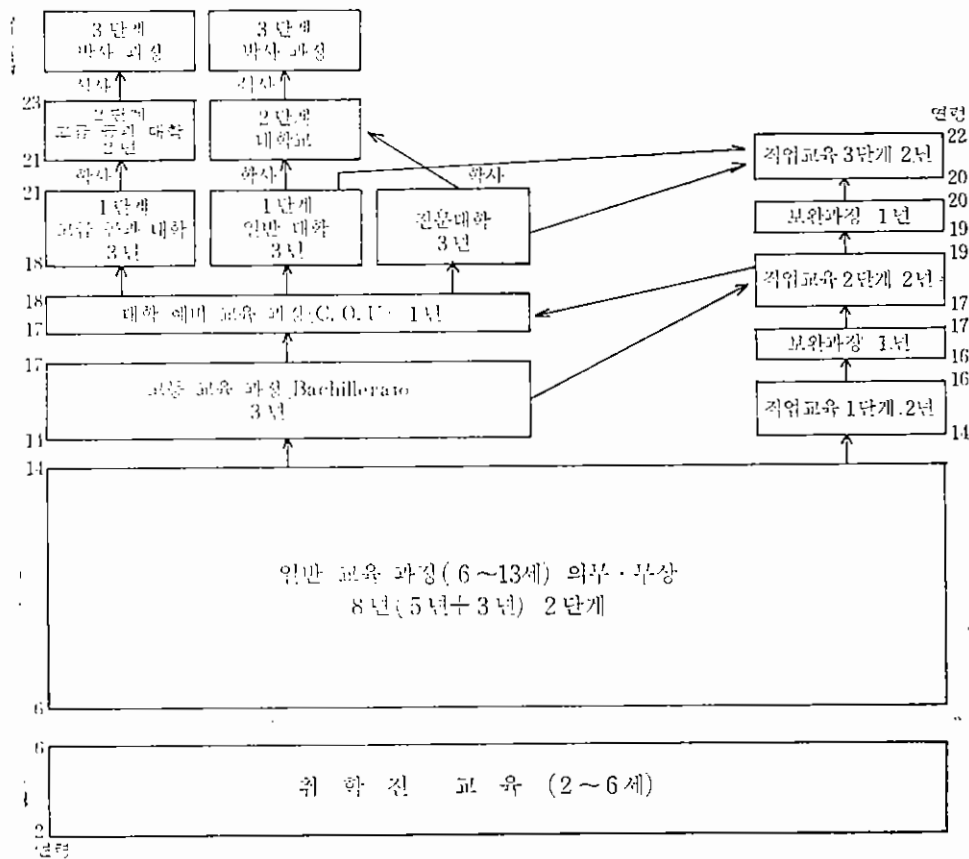 3단계
박사 과정
3단계
박사 과정
석사
석사
23
2단계
대학
2년
2단계
대학교
연령
22
21
직업교육 3단계 2년
20
학사
학사
학사
21
1단계
대학
3년
1단계
일반 대학
3년
전문대학
3년
20
보완과정 1년
19
18
19
직업교육 2단계 2년
17
18
대학 예비 교육 과정(C.O.U) 1년
17
17
보완과정 1년
16
17
고등 교육 과정 Bachillerato
3년
16
직업교육 1단계. 2년
14
14
일반 교육 과정(6~13세) 의무·무상
8년(5년+3년) 2단계
6
6
취학전 교육 (2~6세)
2
연령